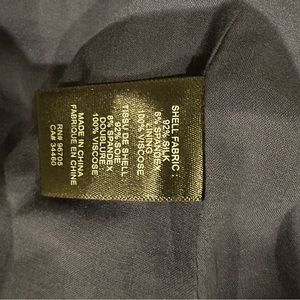 SHELL FABRIC :
92% SILK
8% SPANDEX
LINING
100% VISCOSE
TISSU DE SHELL
92% SOIE
8% SPANDEX
DOUBLURE :
100% VISCOSE
MADE IN CHINA
FABRIQUE EN CHINE
RN# 96705
CA# 34460